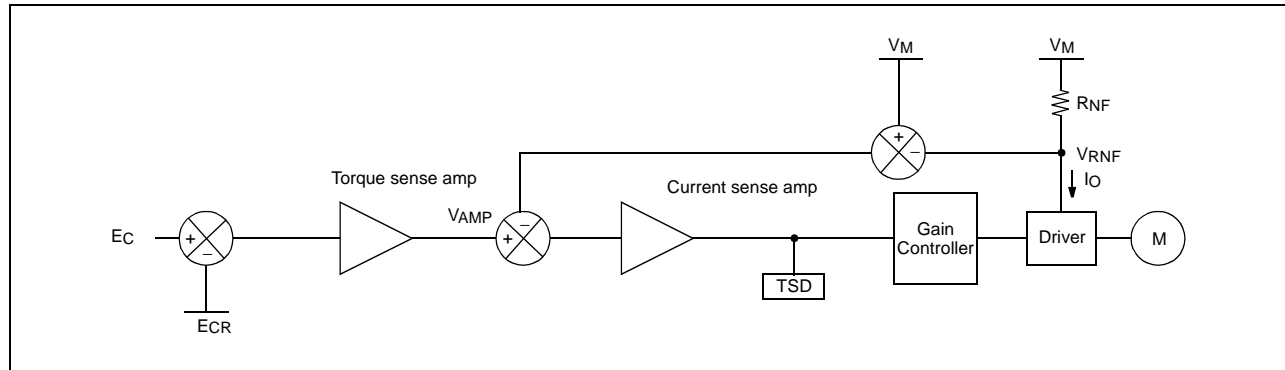 VM
VM
RNF
VRNF
IO
Torque sense amp
Current sense amp
VAMP
EC
+
−
+
−
+
−
Gain
Controller
Driver
M
TSD
ECR